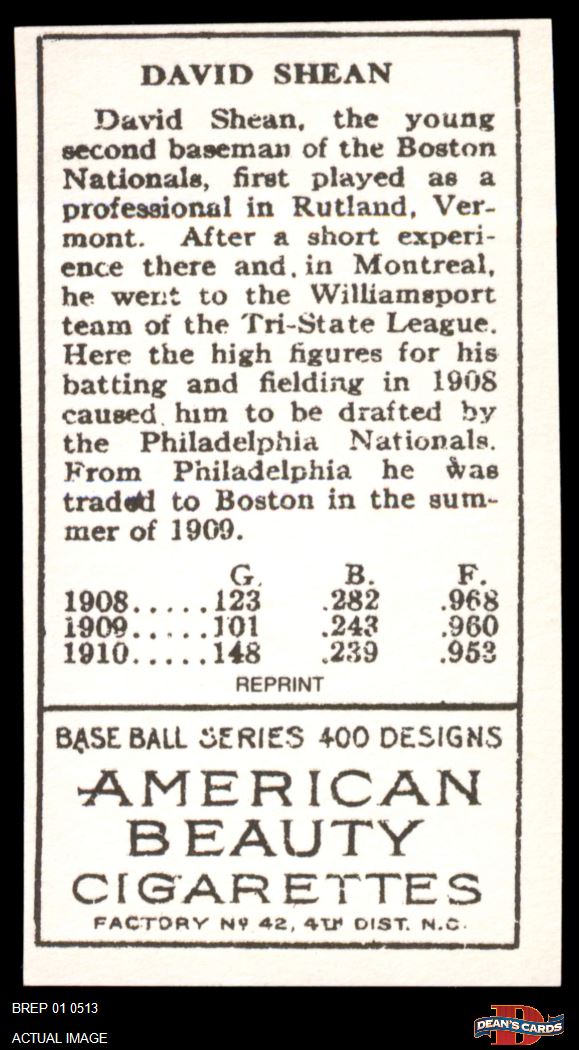 DAVID SHEAN
David Shean, the young
second baseman of the Boston
Nationals, first played as a
professional in Rutland, Ver-
mont. After a short experi-
ence there and, in Montreal,
he went to the Williamsport
team of the Tri-State League.
Here the high figures for his
batting and fielding in 1908
caused him to be drafted by
the Philadelphia Nationals.
From Philadelphia he was
traded to Boston in the sum-
mer of 1909.
G. B. F.
1908.....123 .282 .968
1909.....101 .243 .960
1910.....148 .239 .953
REPRINT
BASE BALL SERIES 400 DESIGNS
AMERICAN
BEAUTY
CIGARETTES
FACTORY Nº 42, 4TH DIST. N.C.
BREP 01 0513
ACTUAL IMAGE
D
DEAN'S CARDS